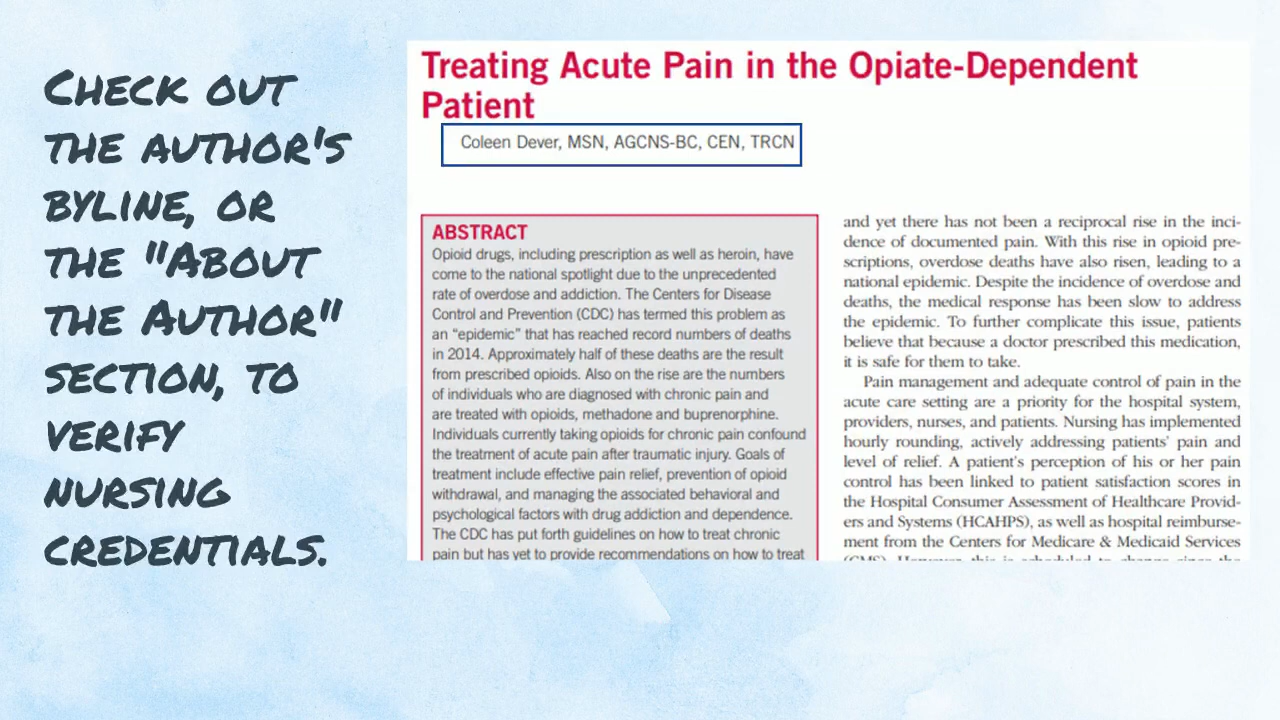 Check out
the author's
byline, or
the "About
the Author"
section, to
verify
nursing
credentials.
Treating Acute Pain in the Opiate-Dependent
Patient
Coleen Dever, MSN, AGCNS-BC, CEN, TRCN
ABSTRACT
Opioid drugs, including prescription as well as heroin, have
come to the national spotlight due to the unprecedented
rate of overdose and addiction. The Centers for Disease
Control and Prevention (CDC) has termed this problem as
an “epidemic” that has reached record numbers of deaths
in 2014. Approximately half of these deaths are the result
from prescribed opioids. Also on the rise are the numbers
of individuals who are diagnosed with chronic pain and
are treated with opioids, methadone and buprenorphine.
Individuals currently taking opioids for chronic pain confound
the treatment of acute pain after traumatic injury. Goals of
treatment include effective pain relief, prevention of opioid
withdrawal, and managing the associated behavioral and
psychological factors with drug addiction and dependence.
The CDC has put forth guidelines on how to treat chronic
pain but has yet to provide recommendations on how to treat
and yet there has not been a reciprocal rise in the inci-
dence of documented pain. With this rise in opioid pre-
scriptions, overdose deaths have also risen, leading to a
national epidemic. Despite the incidence of overdose and
deaths, the medical response has been slow to address
the epidemic. To further complicate this issue, patients
believe that because a doctor prescribed this medication,
it is safe for them to take.
Pain management and adequate control of pain in the
acute care setting are a priority for the hospital system,
providers, nurses, and patients. Nursing has implemented
hourly rounding, actively addressing patients' pain and
level of relief. A patient's perception of his or her pain
control has been linked to patient satisfaction scores in
the Hospital Consumer Assessment of Healthcare Provid-
ers and Systems (HCAHPS), as well as hospital reimburse-
ment from the Centers for Medicare & Medicaid Services